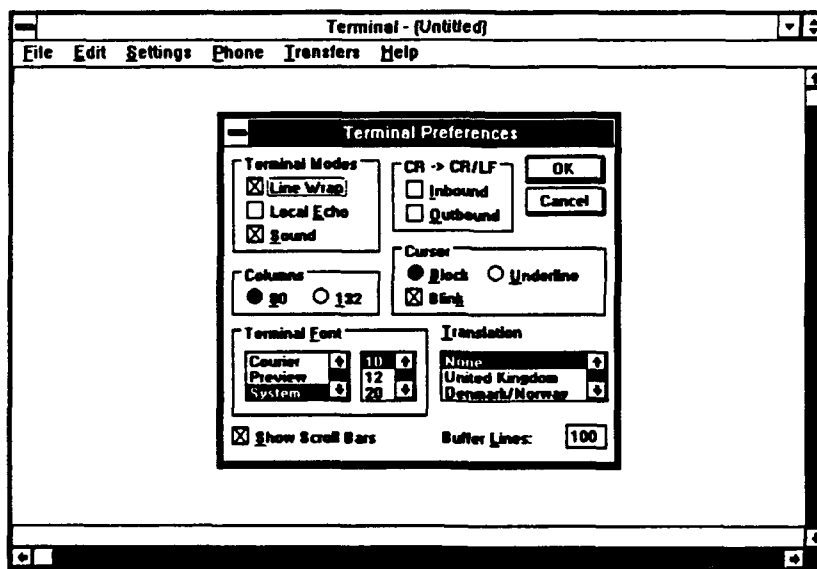 Terminal - (Untitled)
File Edit Settings Phone Transfers Help
Terminal Preferences
Terminal Modes
Line Wrap
Local Echo
Sound
CR -> CR/LF
Inbound
Outbound
OK
Cancel
Columns
80 132
Cursor
Block Underline
Blink
Terminal Font
Courier
Preview
System
10
12
20
Translation
None
United Kingdom
Denmark/Norway
Show Scroll Bars
Buffer Lines: 100